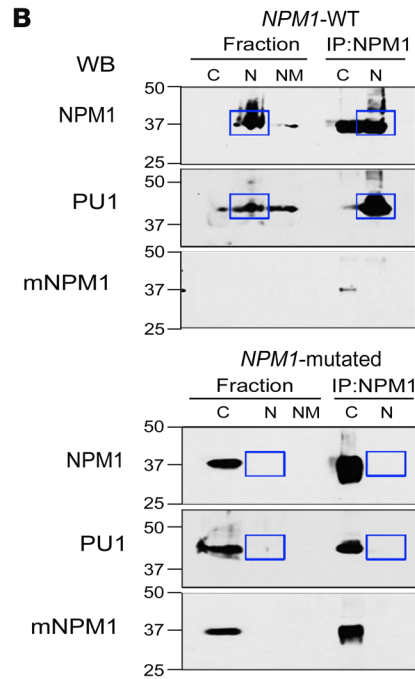 B
NPM1-WT
Fraction IP:NPM1
WB C N NM C N
NPM1 50 37 25
PU1 50 37
mNPM1 50 37 25
NPM1-mutated
Fraction IP:NPM1
C N NM C N
NPM1 50 37 25
PU1 50 37
mNPM1 50 37 25